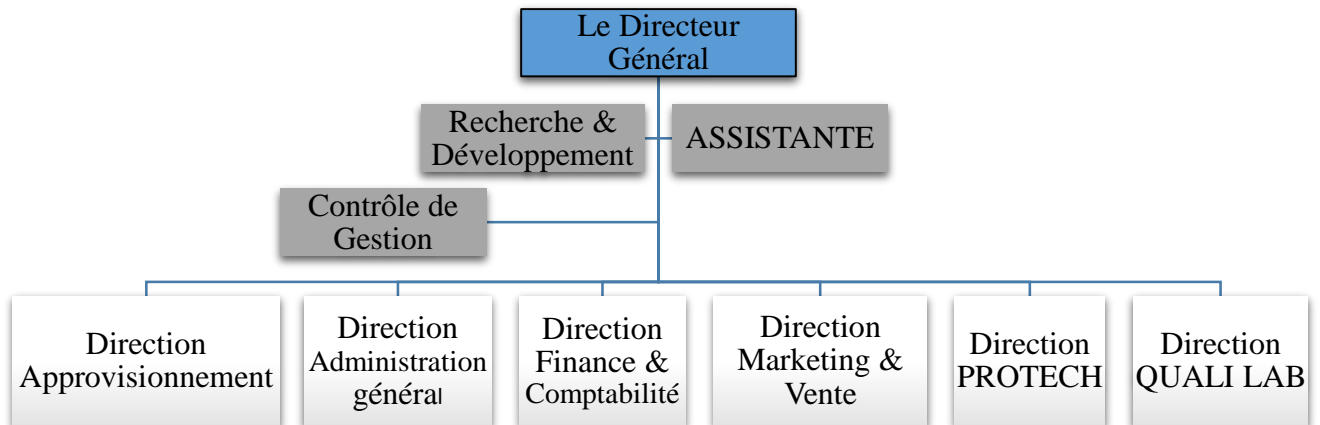 Le Directeur
Général
Recherche &
Développement
ASSISTANTE
Contrôle de
Gestion
Direction
Approvisionnement
Direction
Administration
général
Direction
Finance &
Comptabilité
Direction
Marketing &
Vente
Direction
PROTECH
Direction
QUALI LAB